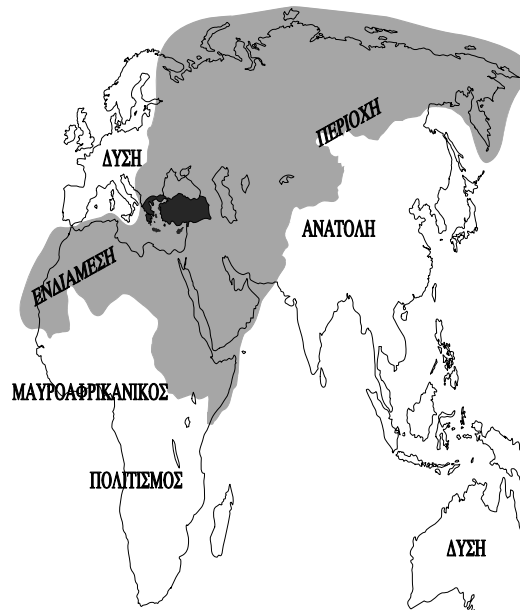 ΔΥΣΗ
ΠΕΡΙΟΧΗ
ΑΝΑΤΟΛΗ
ΕΝΔΙΑΜΕΣΗ
ΜΑΥΡΟΑΦΡΙΚΑΝΙΚΟΣ
ΠΟΛΙΤΙΣΜΟΣ
ΔΥΣΗ